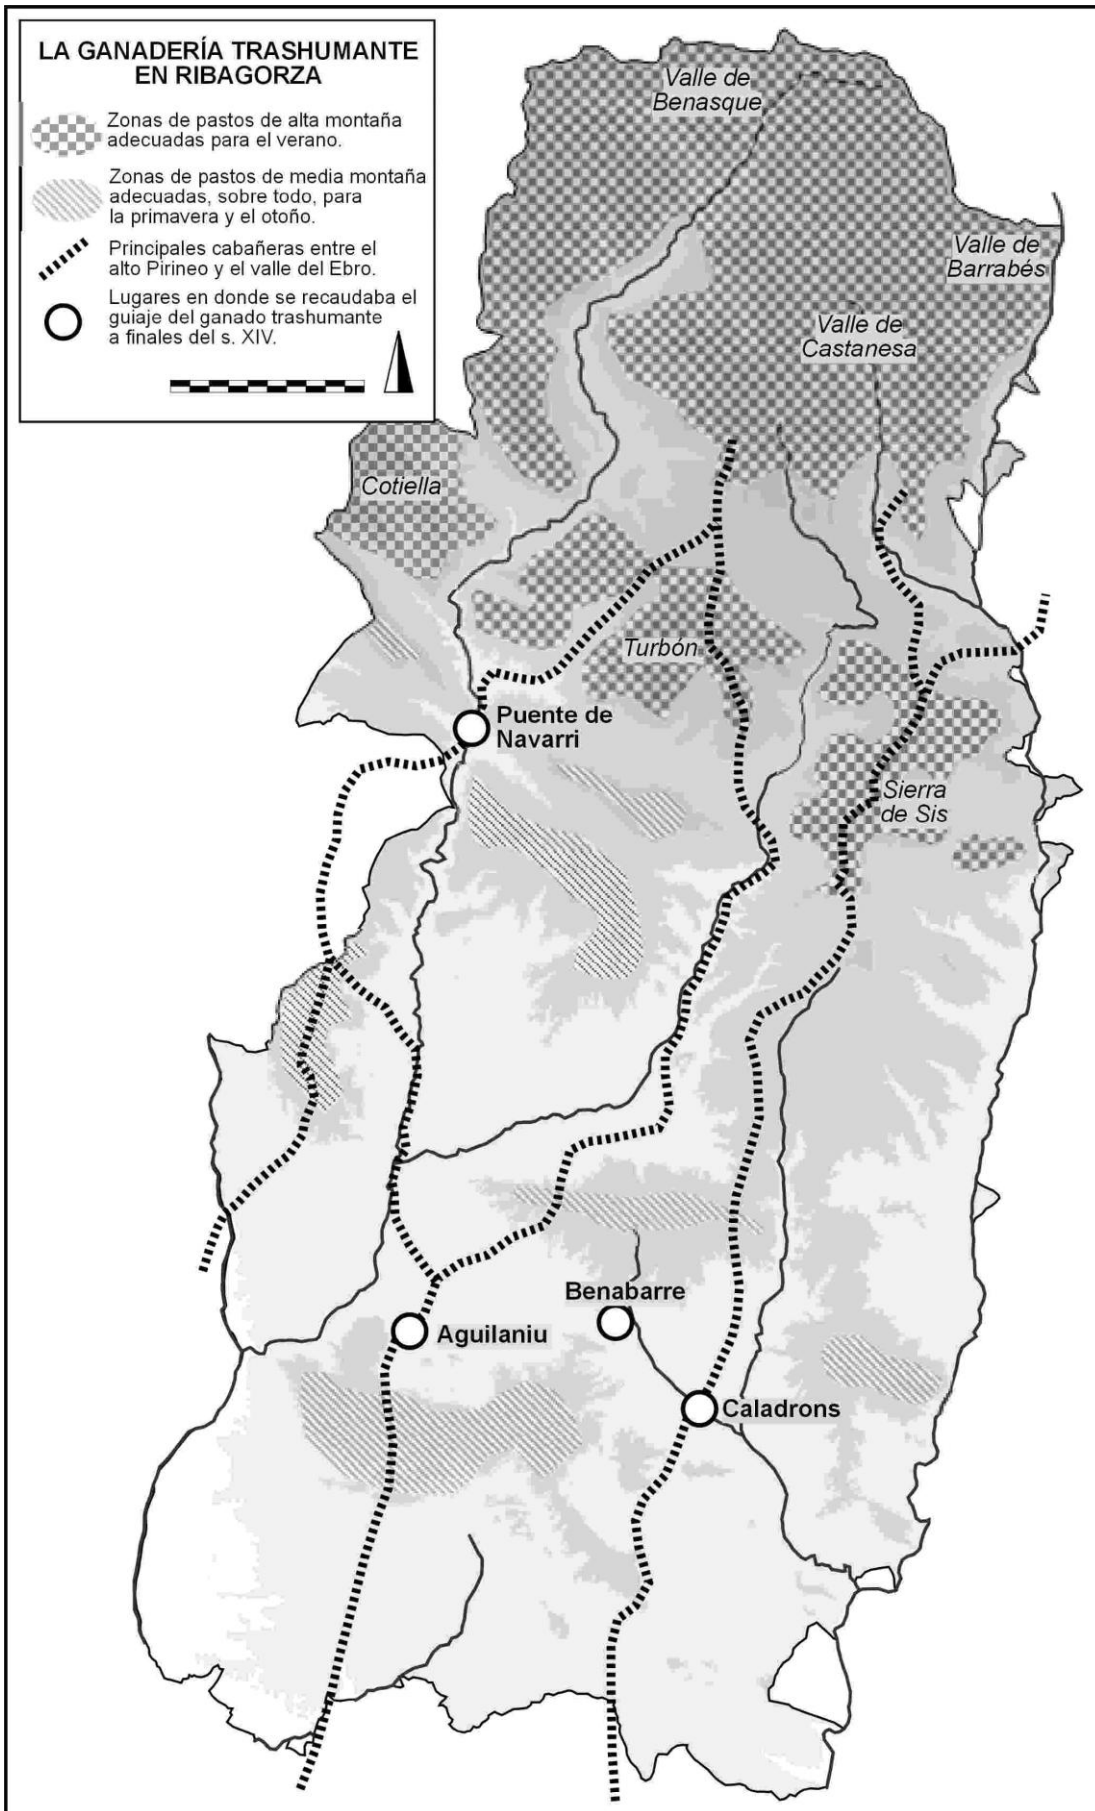 LA GANADERÍA TRASHUMANTE
EN RIBAGORZA
Zonas de pastos de alta montaña
adecuadas para el verano.
Zonas de pastos de media montaña
adecuadas, sobre todo, para
la primavera y el otoño.
Principales cabañeras entre el
alto Pirineo y el valle del Ebro.
Lugares en donde se recaudaba el
guiaje del ganado trashumante
a finales del s. XIV.
Valle de
Benasque
Valle de
Barrabés
Valle de
Castanesa
Cotiella
Turbón
Puente de
Navarri
Sierra
de Sis
Benabarre
Aguilaniu
Caladrons